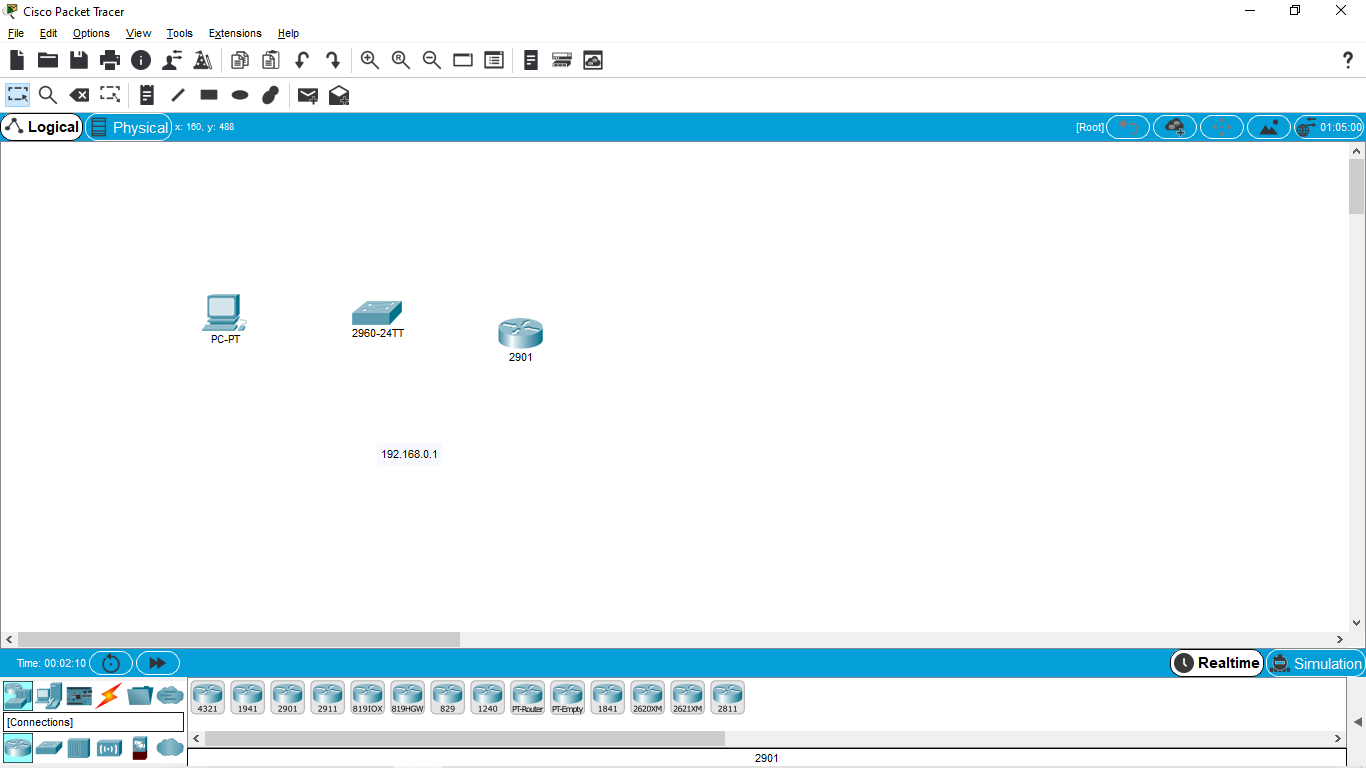 Cisco Packet Tracer
File Edit Options View Tools Extensions Help
R
?
Logical Physical x: 160, y: 488 [Root] 01:05:00
PC-PT
2960-24TT
2901
192.168.0.1
Time: 00:02:10 Realtime Simulation
4321 1941 2901 2911 819IOX 819HGW 829 1240 PT-Router PT-Empty 1841 2620XM 2621XM 2811
[Connections]
2901